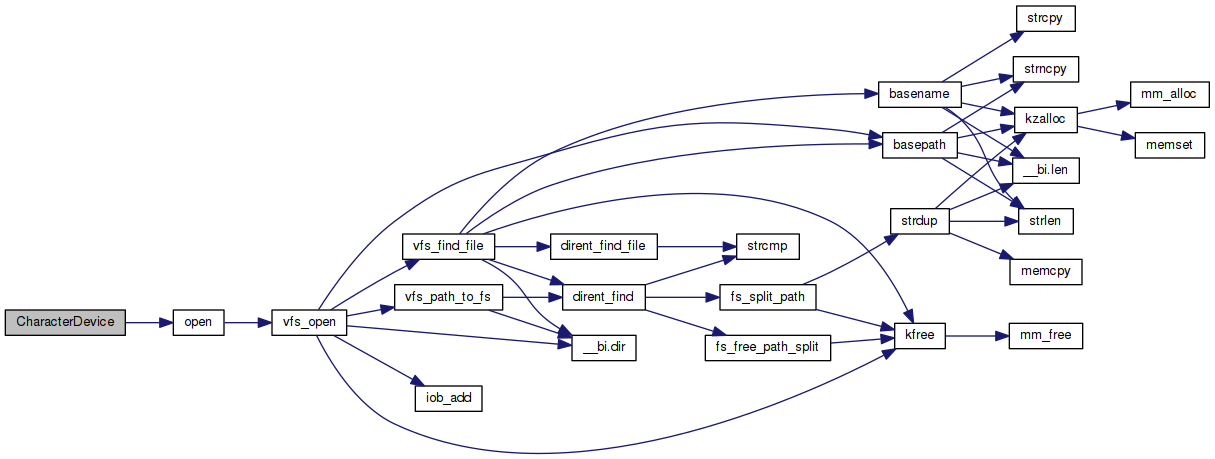 CharacterDevice
open
vfs_open
vfs_find_file
vfs_path_to_fs
iob_add
dirent_find_file
dirent_find
__bi.dir
strcmp
fs_split_path
fs_free_path_split
basename
basepath
strdup
kfree
strcpy
strncpy
kzalloc
__bi.len
strlen
memcpy
mm_free
mm_alloc
memset